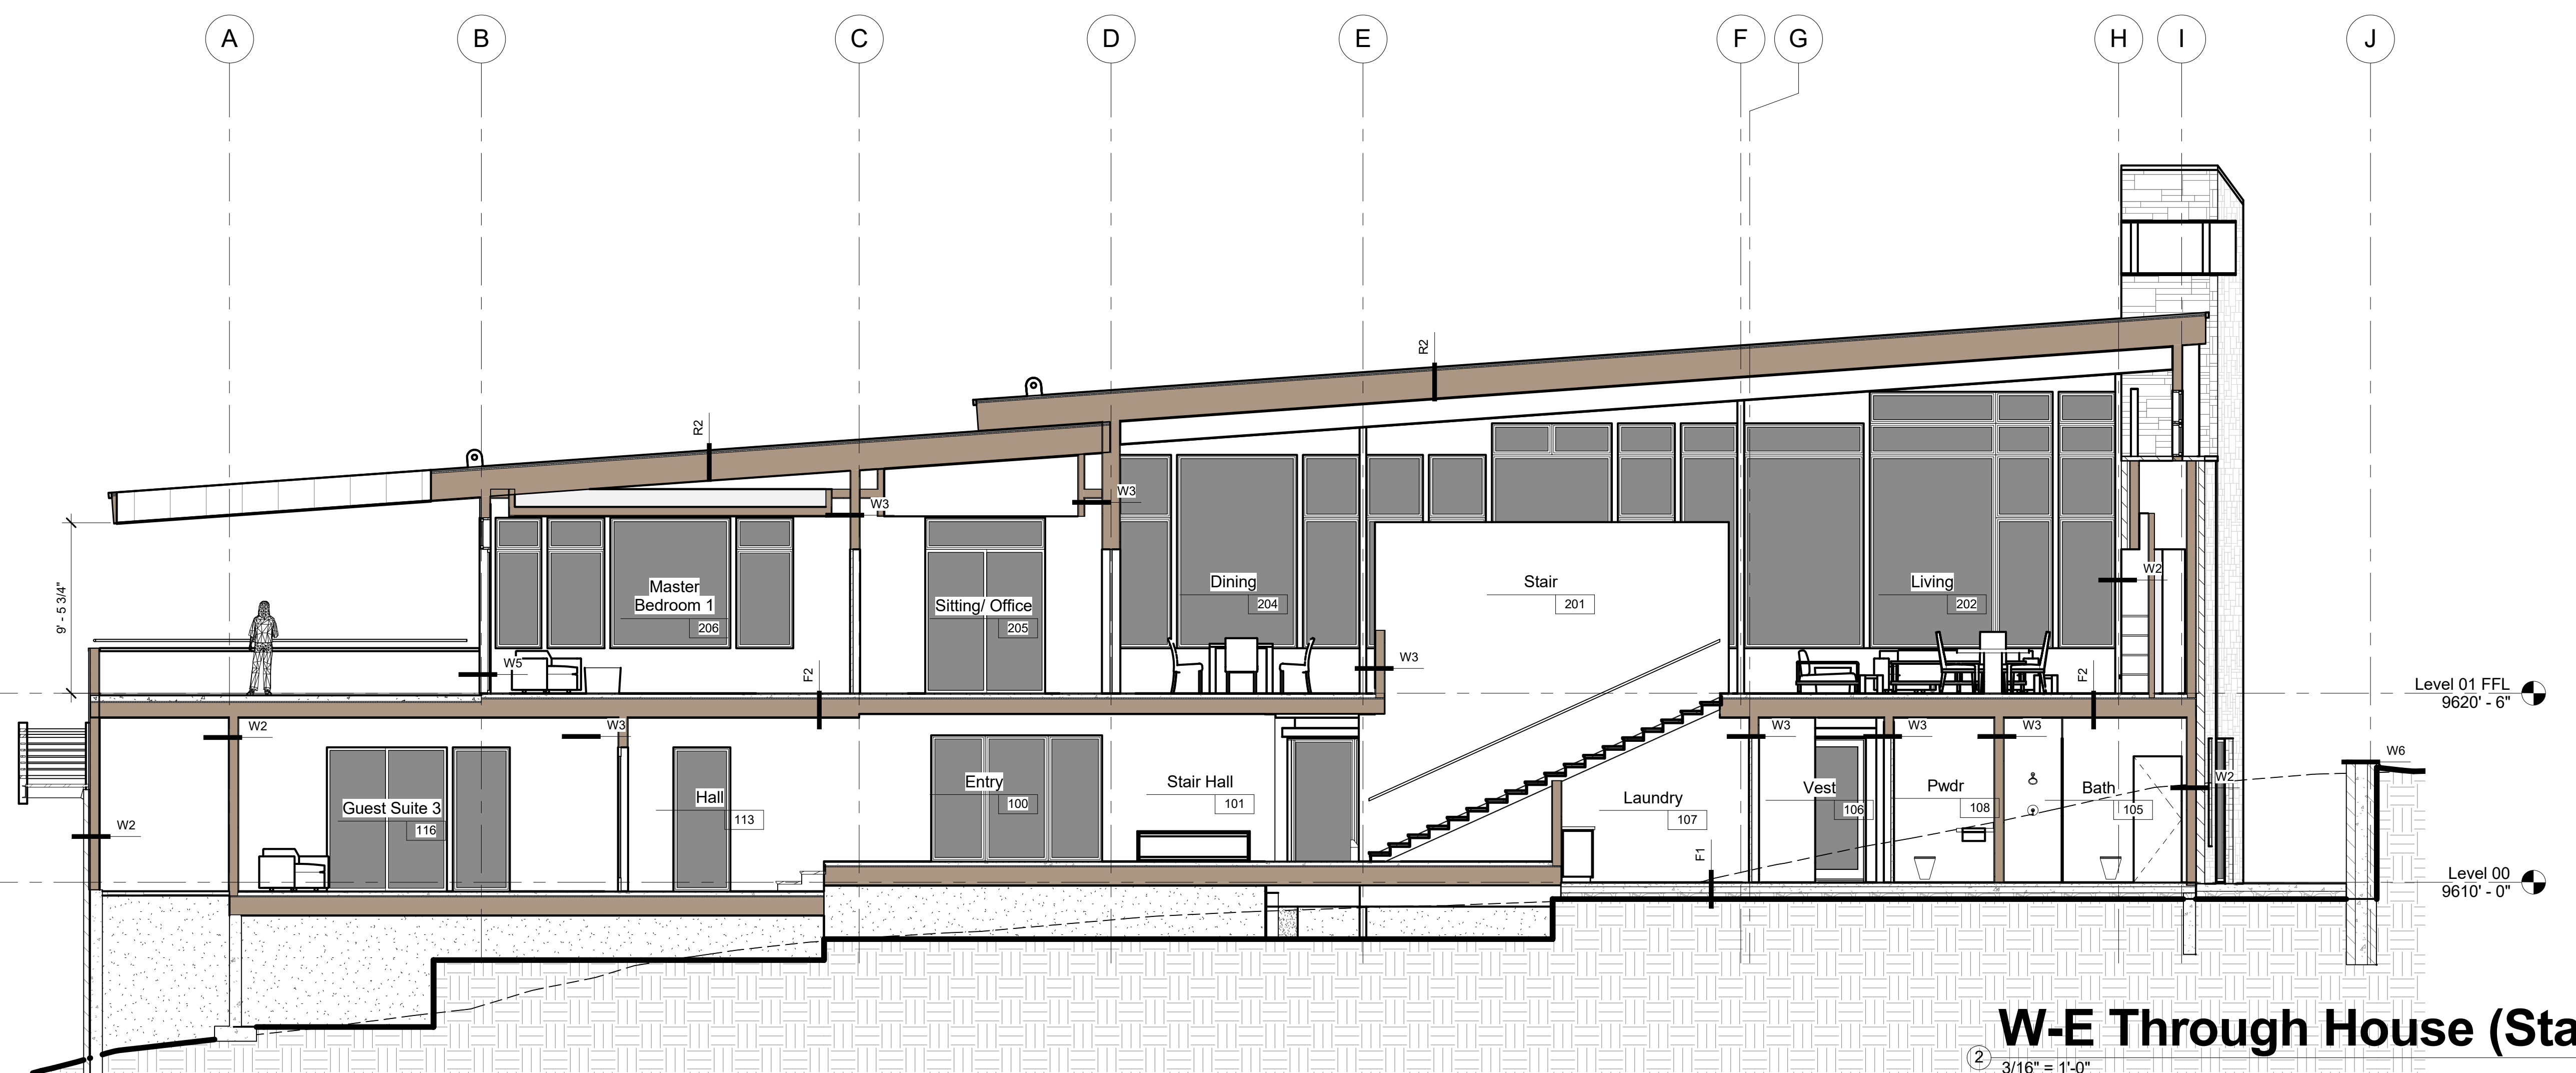 A
B
C
D
E
F
G
H
I
J
R2
R2
W3
W3
9' - 5 3/4"
Master
Bedroom 1
206
Sitting/ Office
205
Dining
204
Stair
201
Living
202
W2
W5
F2
W3
F2
Level 01 FFL
9620' - 6"
W2
W3
W3
W3
W3
W6
Guest Suite 3
116
Hall
113
Entry
100
Stair Hall
101
Laundry
107
Vest
106
Pwdr
108
Bath
105
W2
W2
F1
Level 00
9610' - 0"
W-E Through House (Sta
2
3/16" = 1'-0"